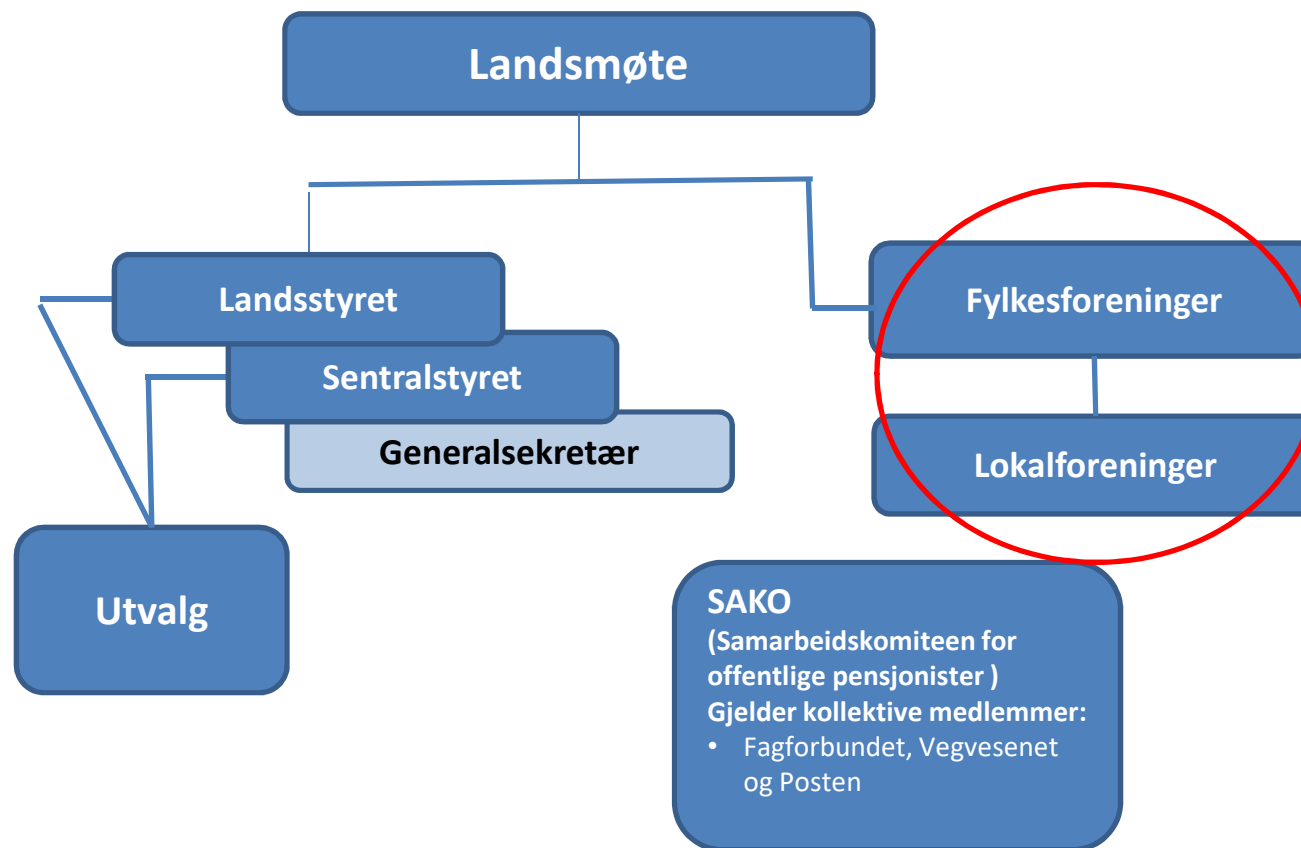 Landsmøte
Landsstyret
Fylkesforeninger
Sentralstyret
Generalsekretær
Lokalforeninger
Utvalg
SAKO
(Samarbeidskomiteen for
offentlige pensjonister )
Gjelder kollektive medlemmer:
• Fagforbundet, Vegvesenet
og Posten